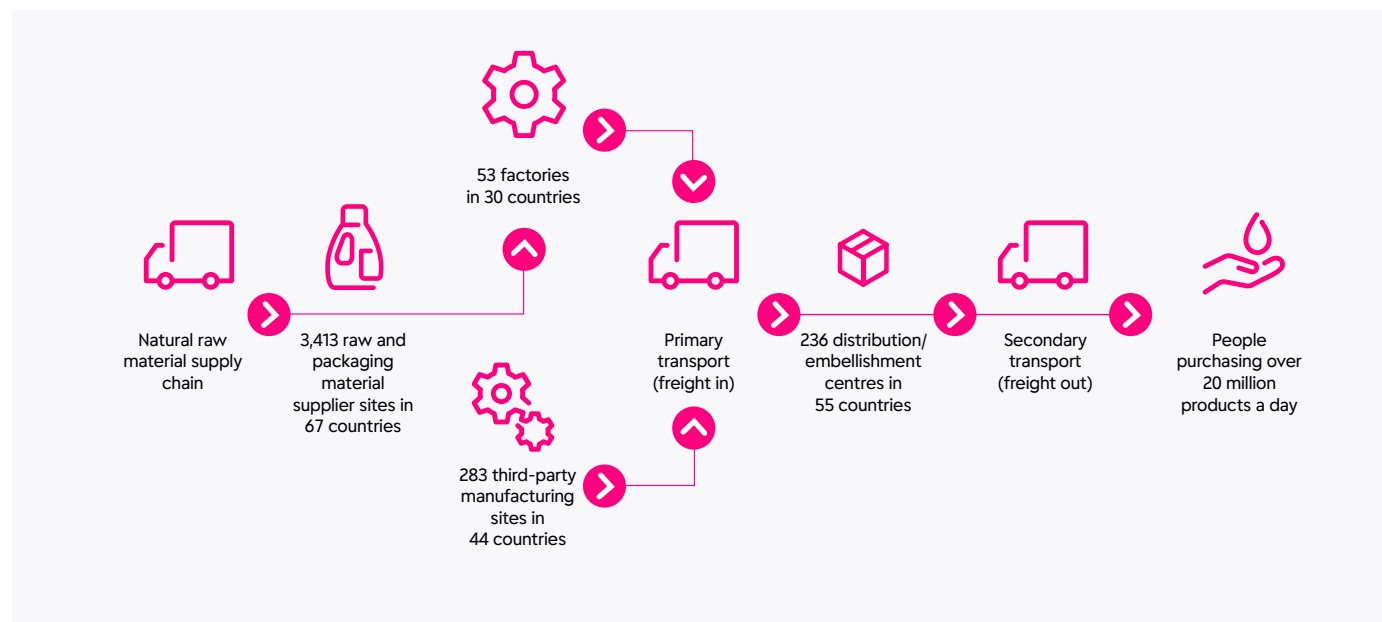 53 factories
in 30 countries
Natural raw
material supply
chain
3,413 raw and
packaging
material
supplier sites in
67 countries
283 third-party
manufacturing
sites in
44 countries
Primary
transport
(freight in)
236 distribution/
embellishment
centres in
55 countries
Secondary
transport
(freight out)
People
purchasing over
20 million
products a day